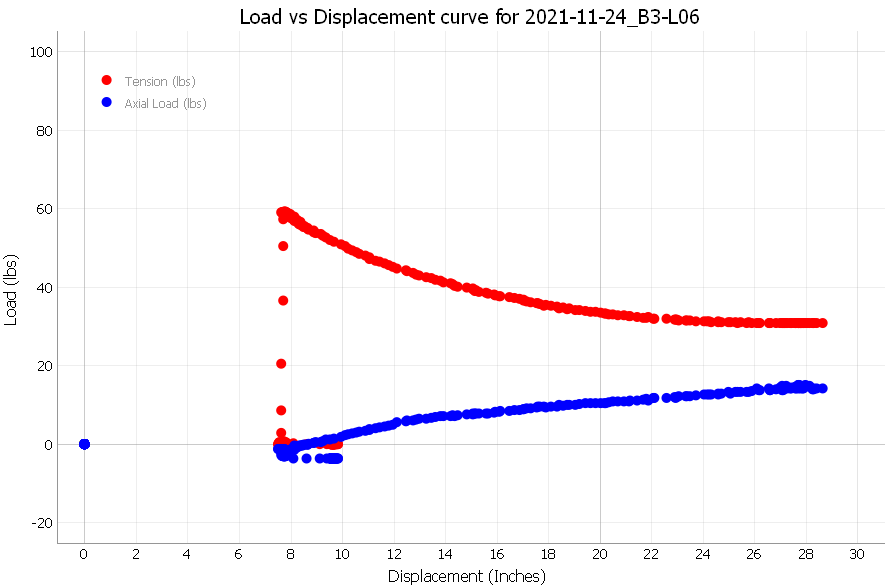 Load vs Displacement curve for 2021-11-24_B3-L06
100
Tension (lbs)
Axial Load (lbs)
80
60
40
Load (lbs)
20
0
-20
0 2 4 6 8 10 12 14 16 18 20 22 24 26 28 30
Displacement (Inches)